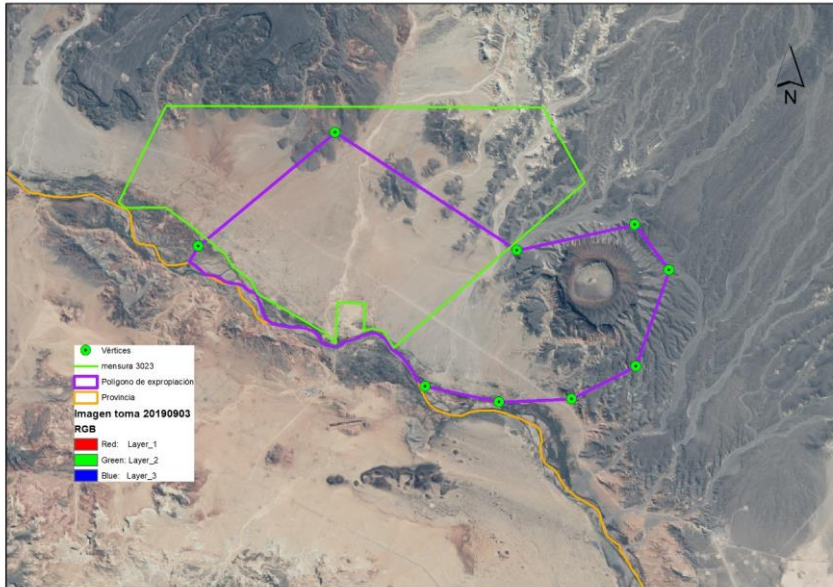 N
Vértices
mensura 3023
Polígono de expropiación
Provincia
Imagen toma 20190903
RGB
Red: Layer_1
Green: Layer_2
Blue: Layer_3